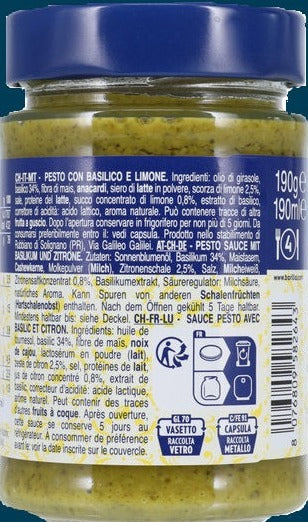 CH-IT-MT - PESTO CON BASILICO E LIMONE. Ingredienti: olio di girasole,
basilico 34%, fibra di mais, anacardi, siero di latte in polvere, scorza di limone 2,5%,
sale, proteine del latte, succo concentrato di limone 0,8%, estratto di basilico,
correttore di acidità: acido lattico, aroma naturale. Può contenere tracce di altra
frutta a guscio. Dopo l'apertura conservare in frigorifero per non più di 5 giorni. Da
consumarsi preferibilmente entro il: vedi capsula. Prodotto nello stabilimento di
Rubbiano di Solignano (PR), Via Galileo Galilei. AT-CH-DE - PESTO SAUCE MIT
BASILIKUM UND ZITRONE. Zutaten: Sonnenblumenöl, Basilikum 34%, Maisfasern,
Cashewkerne, Molkepulver (Milch), Zitronenschale 2,5%, Salz, Milcheiweiß,
Zitronensaftkonzentrat 0,8%, Basilikumextrakt, Säureregulator: Milchsäure,
natürliches Aroma. Kann Spuren von anderen Schalenfrüchten
(Hartschalenobst) enthalten. Nach dem Öffnen gekühlt 5 Tage haltbar.
Mindestens haltbar bis: siehe Deckel. CH-FR-LU - SAUCE PESTO AVEC
BASILIC ET CITRON. Ingrédients: huile de
tournesol, basilic 34%, fibre de maïs, noix
de cajou, lactosérum en poudre (lait),
zeste de citron 2,5%, sel, protéines de lait,
jus de citron concentré 0,8%, extrait de
basilic, correcteur d'acidité: acide lactique,
arôme naturel. Peut contenir des traces
d'autres fruits à coque. Après ouverture,
cette sauce se conserve 5 jours au
réfrigérateur. A consommer de préférence
avant le: voir la date inscrite sur le couvercle.
190g e
190ml e
4
FR
GL 70
VASETTO
RACCOLTA
VETRO
C/FE 91
CAPSULA
RACCOLTA
METALLO